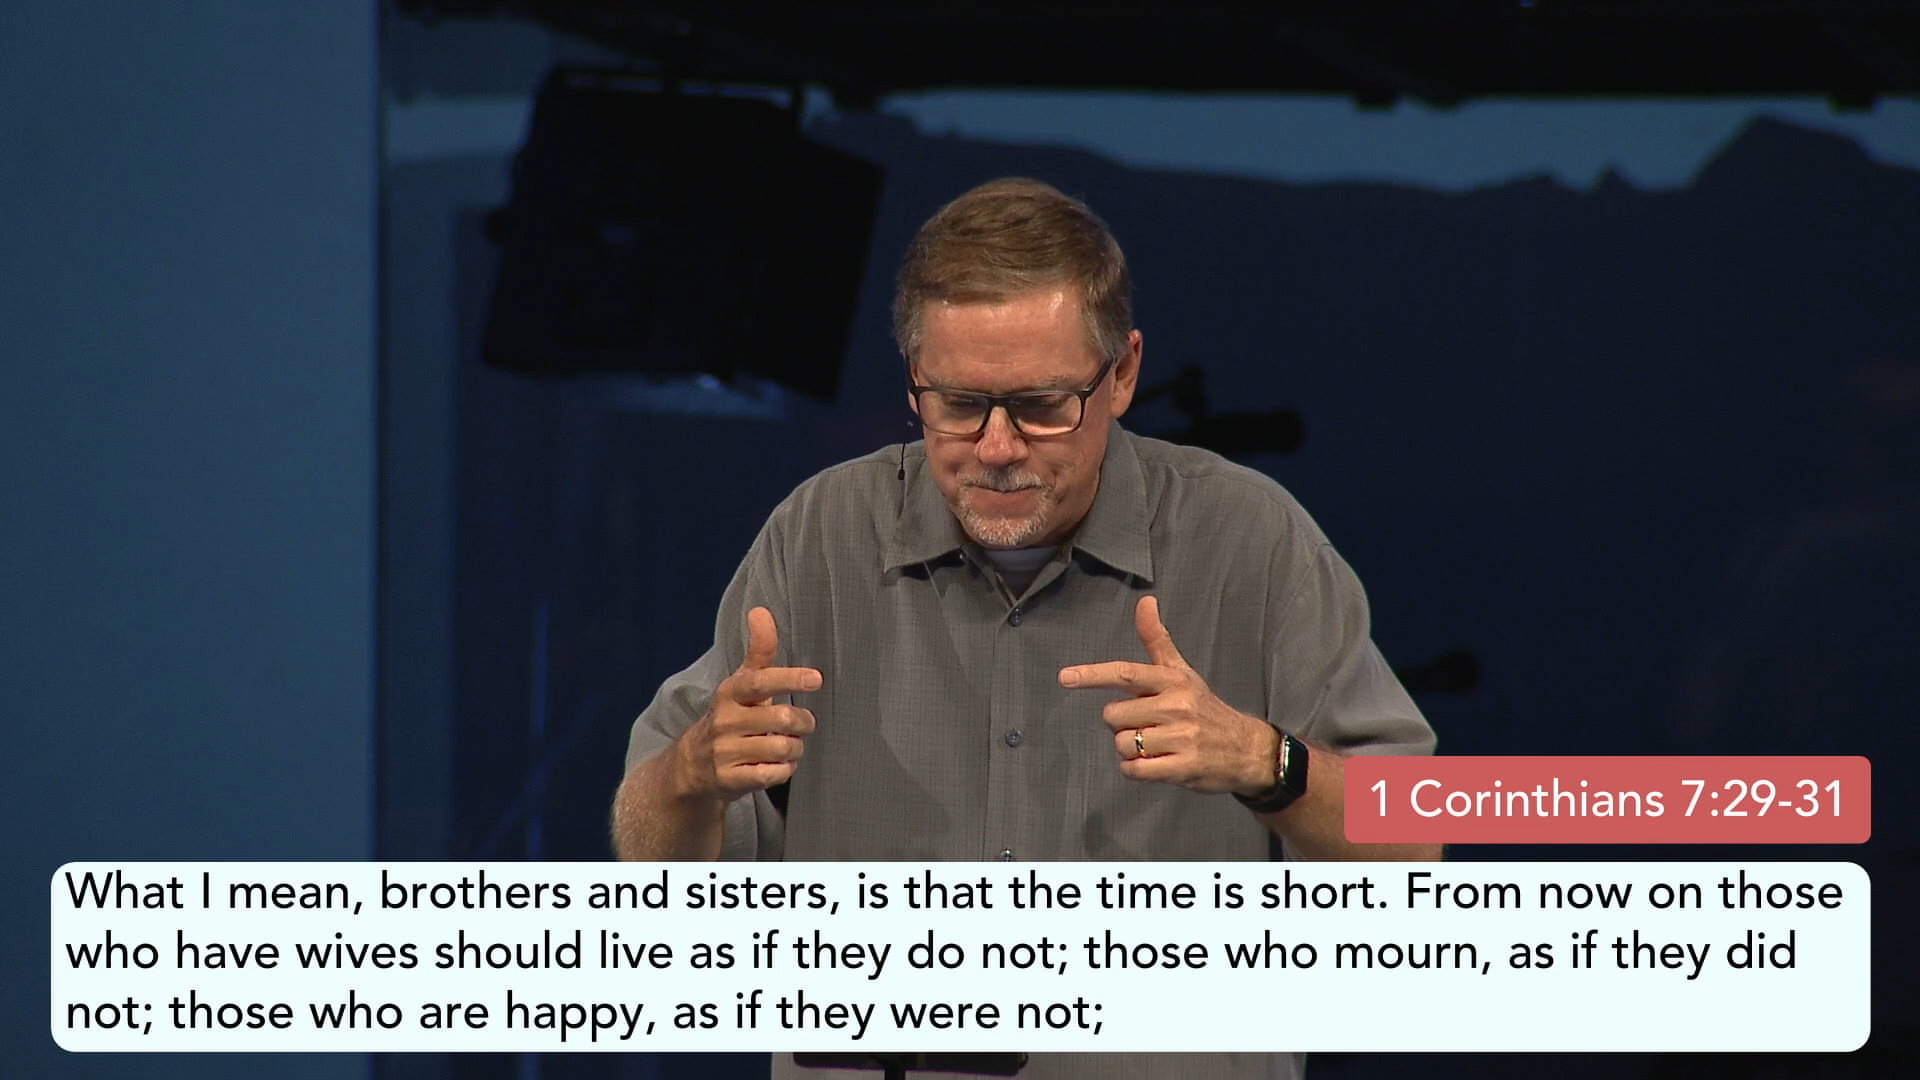 1 Corinthians 7:29-31
What I mean, brothers and sisters, is that the time is short. From now on those
who have wives should live as if they do not; those who mourn, as if they did
not; those who are happy, as if they were not;